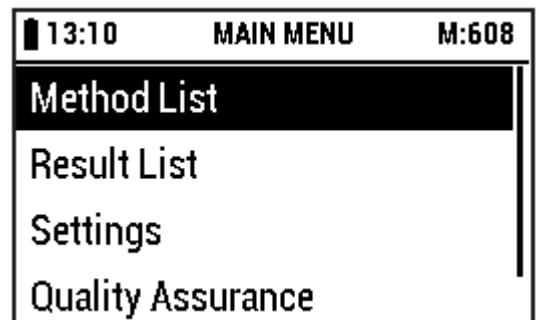 13:10 MAIN MENU M:608
Method List
Result List
Settings
Quality Assurance